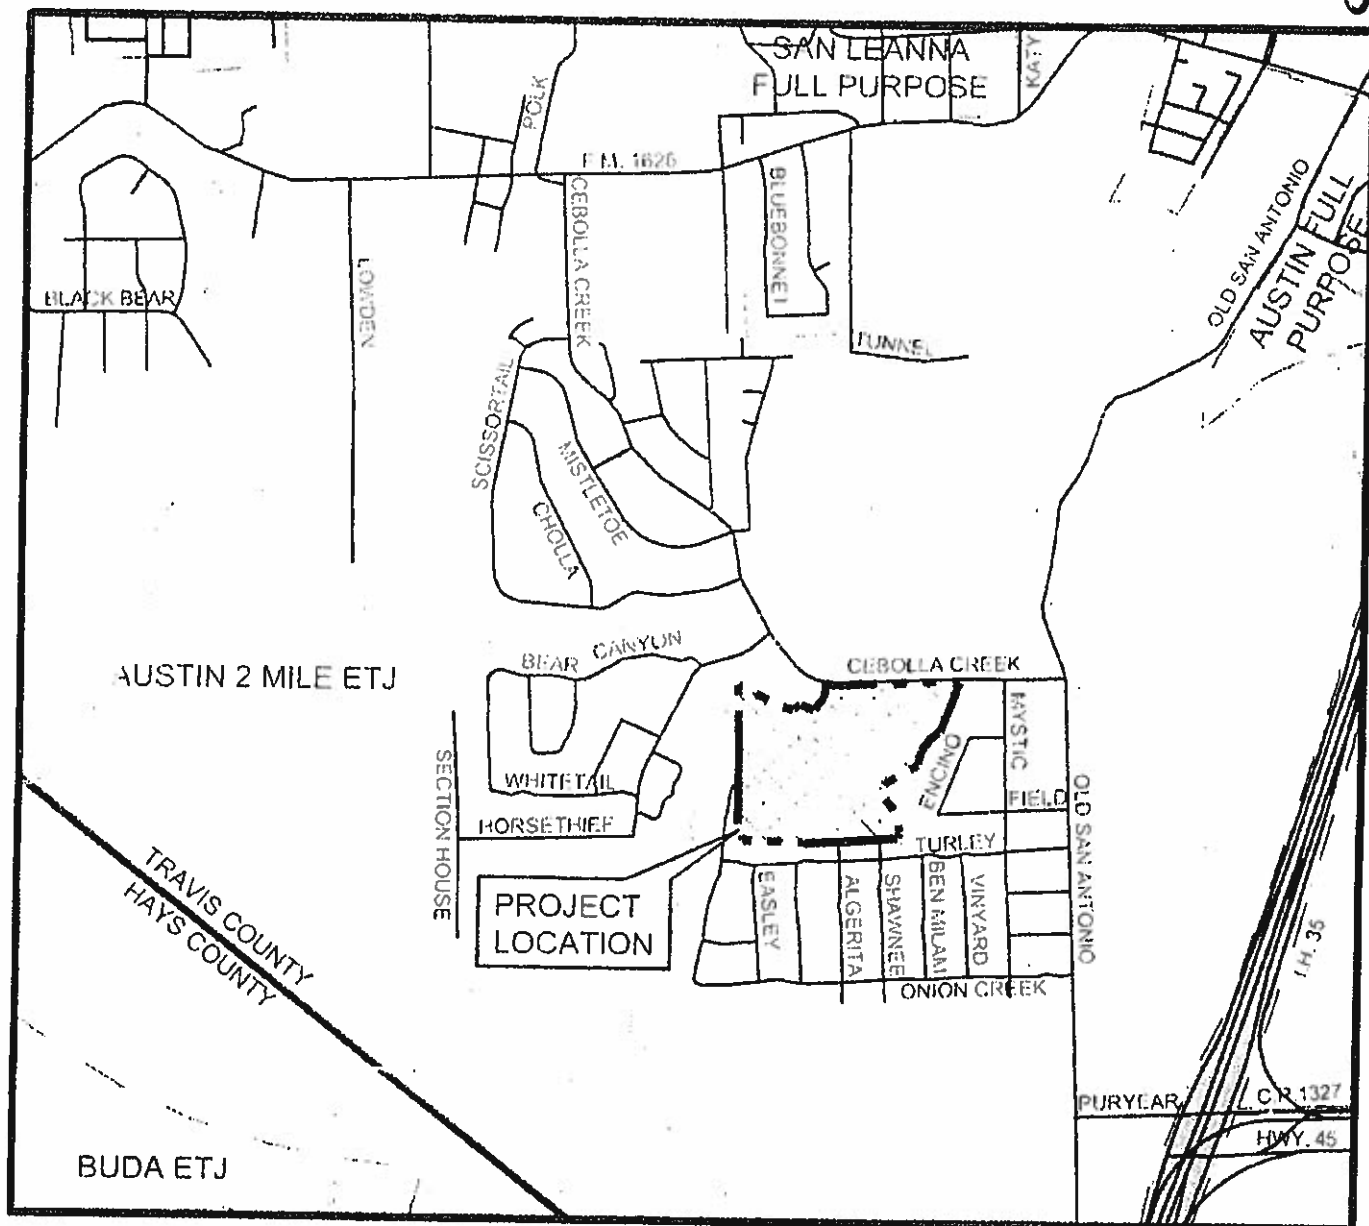 SAN LEANNA
FULL PURPOSE
KATY
POLK
F.M. 1626
CEBOLLA CREEK
BLUEBONNET
OLD SAN ANTONIO
AUSTIN FULL
PURPOSE
BLACK BEAR
LOWDEN
TUNNEL
SCISSORTAIL
MISTLETOE
CHOLLA
BEAR CANYON
CEBOLLA CREEK
AUSTIN 2 MILE ETJ
MYSTIC
SECTION HOUSE
WHITETAIL
ENCINO
FIELD
OLD SAN ANTONIO
HORSETHIEF
TURLEY
TRAVIS COUNTY
HAYS COUNTY
PROJECT
LOCATION
EASLEY
ALGERITA
SHAWNEE
BEN MILAM
VINYARD
I.H. 35
ONION CREEK
PURYEAR
C.R. 1327
HWY. 45
BUDA ETJ